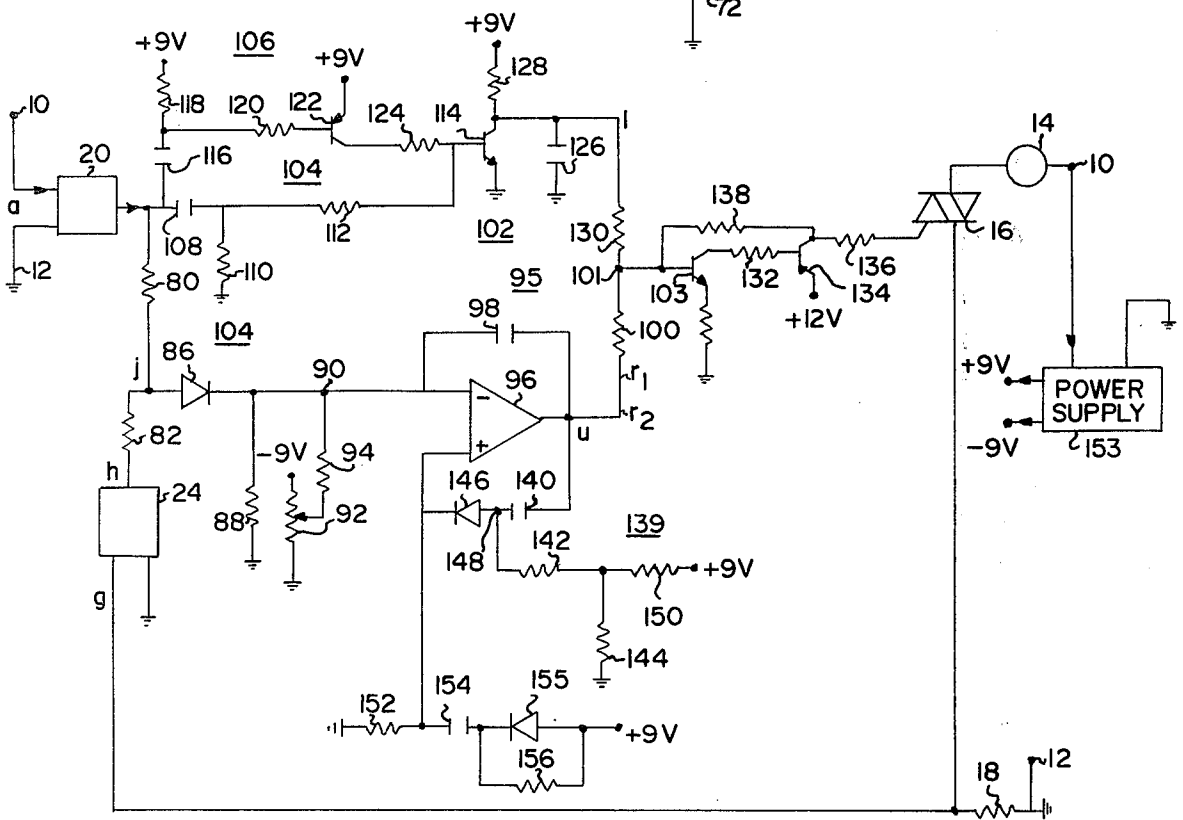 72
+9V
106
+9V
+9V
128
10
118
120
122
124
114
l
14
10
20
116
104
126
a
138
16
108
112
102
130
12
110
101
103
132
136
134
80
95
+12V
98
100
104
j
86
90
96
r1
+9V
POWER
SUPPLY
u
r2
82
-9V
94
-9V
153
h
24
146
140
88
92
148
142
139
+9V
g
150
144
152
154
155
+9V
156
18
12